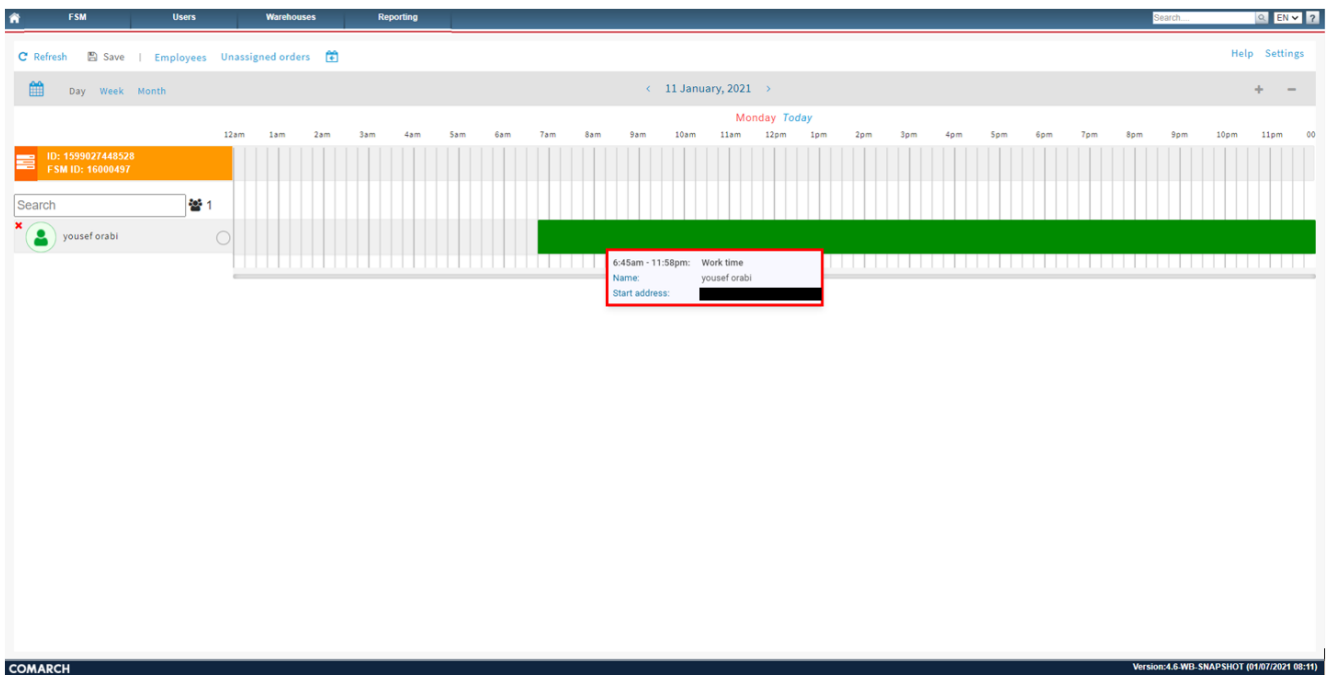 FSM Users Warehouses Reporting Search... EN ?
Refresh Save | Employees Unassigned orders Help Settings
Day Week Month < 11 January, 2021 > + −
Monday Today
12am 1am 2am 3am 4am 5am 6am 7am 8am 9am 10am 11am 12pm 1pm 2pm 3pm 4pm 5pm 6pm 7pm 8pm 9pm 10pm 11pm 00
ID: 1599027448528
FSM ID: 16000497
Search 1
yousef orabi
6:45am - 11:58pm: Work time
Name: yousef orabi
Start address:
COMARCH Version:4.6-WB-SNAPSHOT (01/07/2021 08:11)